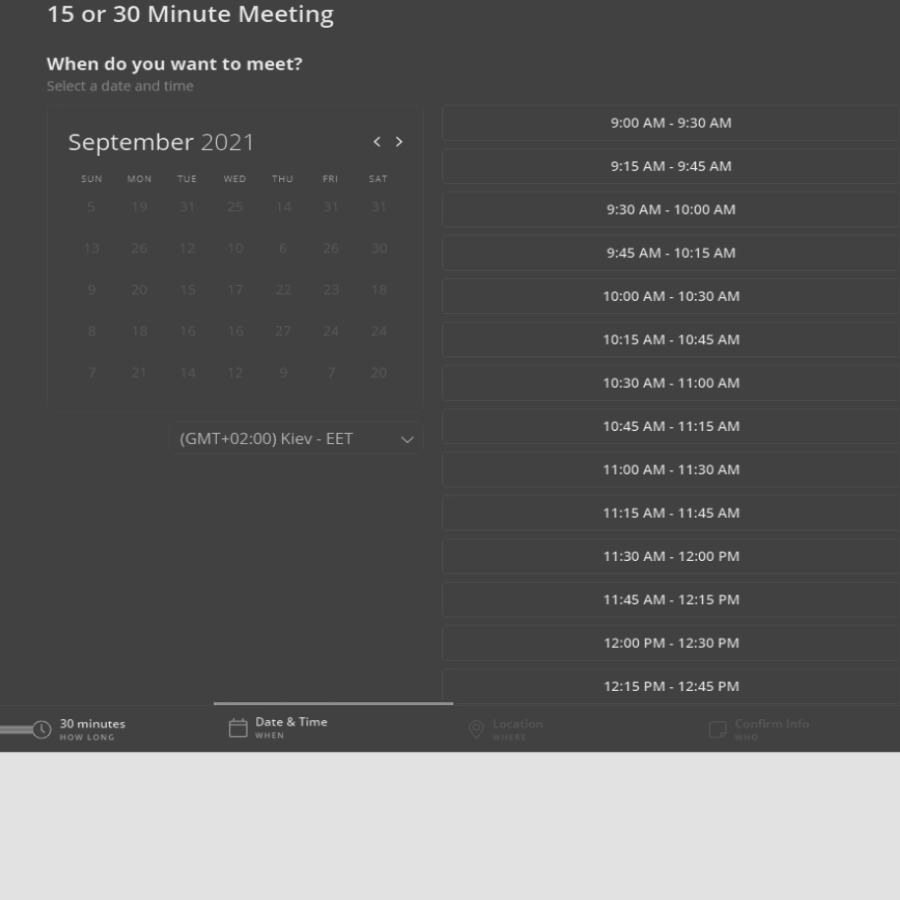 15 or 30 Minute Meeting
When do you want to meet?
Select a date and time
September 2021
SUN MON TUE WED THU FRI SAT
5 19 31 25 14 31 31
13 26 12 10 6 26 30
9 20 15 17 22 23 18
8 18 16 16 27 24 24
7 21 14 12 9 7 20
(GMT+02:00) Kiev - EET
9:00 AM - 9:30 AM
9:15 AM - 9:45 AM
9:30 AM - 10:00 AM
9:45 AM - 10:15 AM
10:00 AM - 10:30 AM
10:15 AM - 10:45 AM
10:30 AM - 11:00 AM
10:45 AM - 11:15 AM
11:00 AM - 11:30 AM
11:15 AM - 11:45 AM
11:30 AM - 12:00 PM
11:45 AM - 12:15 PM
12:00 PM - 12:30 PM
12:15 PM - 12:45 PM
30 minutes
HOW LONG
Date & Time
WHEN
Location
WHERE
Confirm Info
WHO